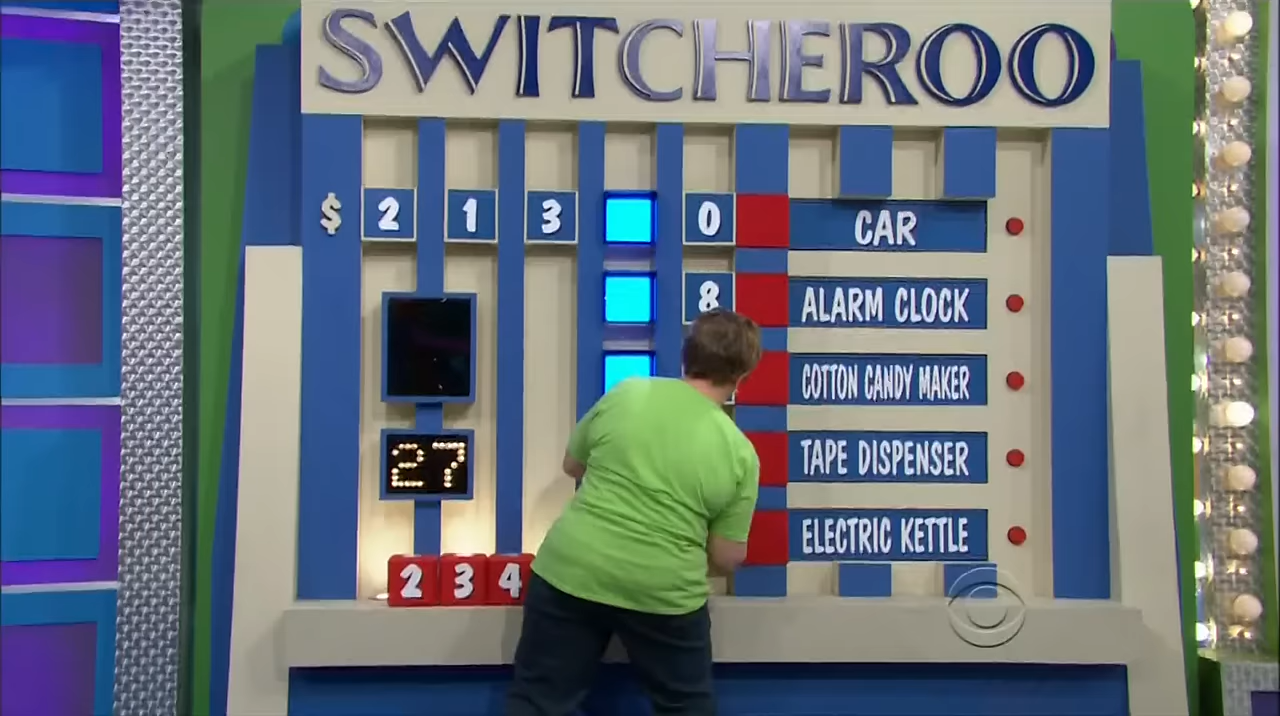 SWITCHEROO
$ 2 1 3 0 CAR
8 ALARM CLOCK
COTTON CANDY MAKER
27 TAPE DISPENSER
ELECTRIC KETTLE
2 3 4